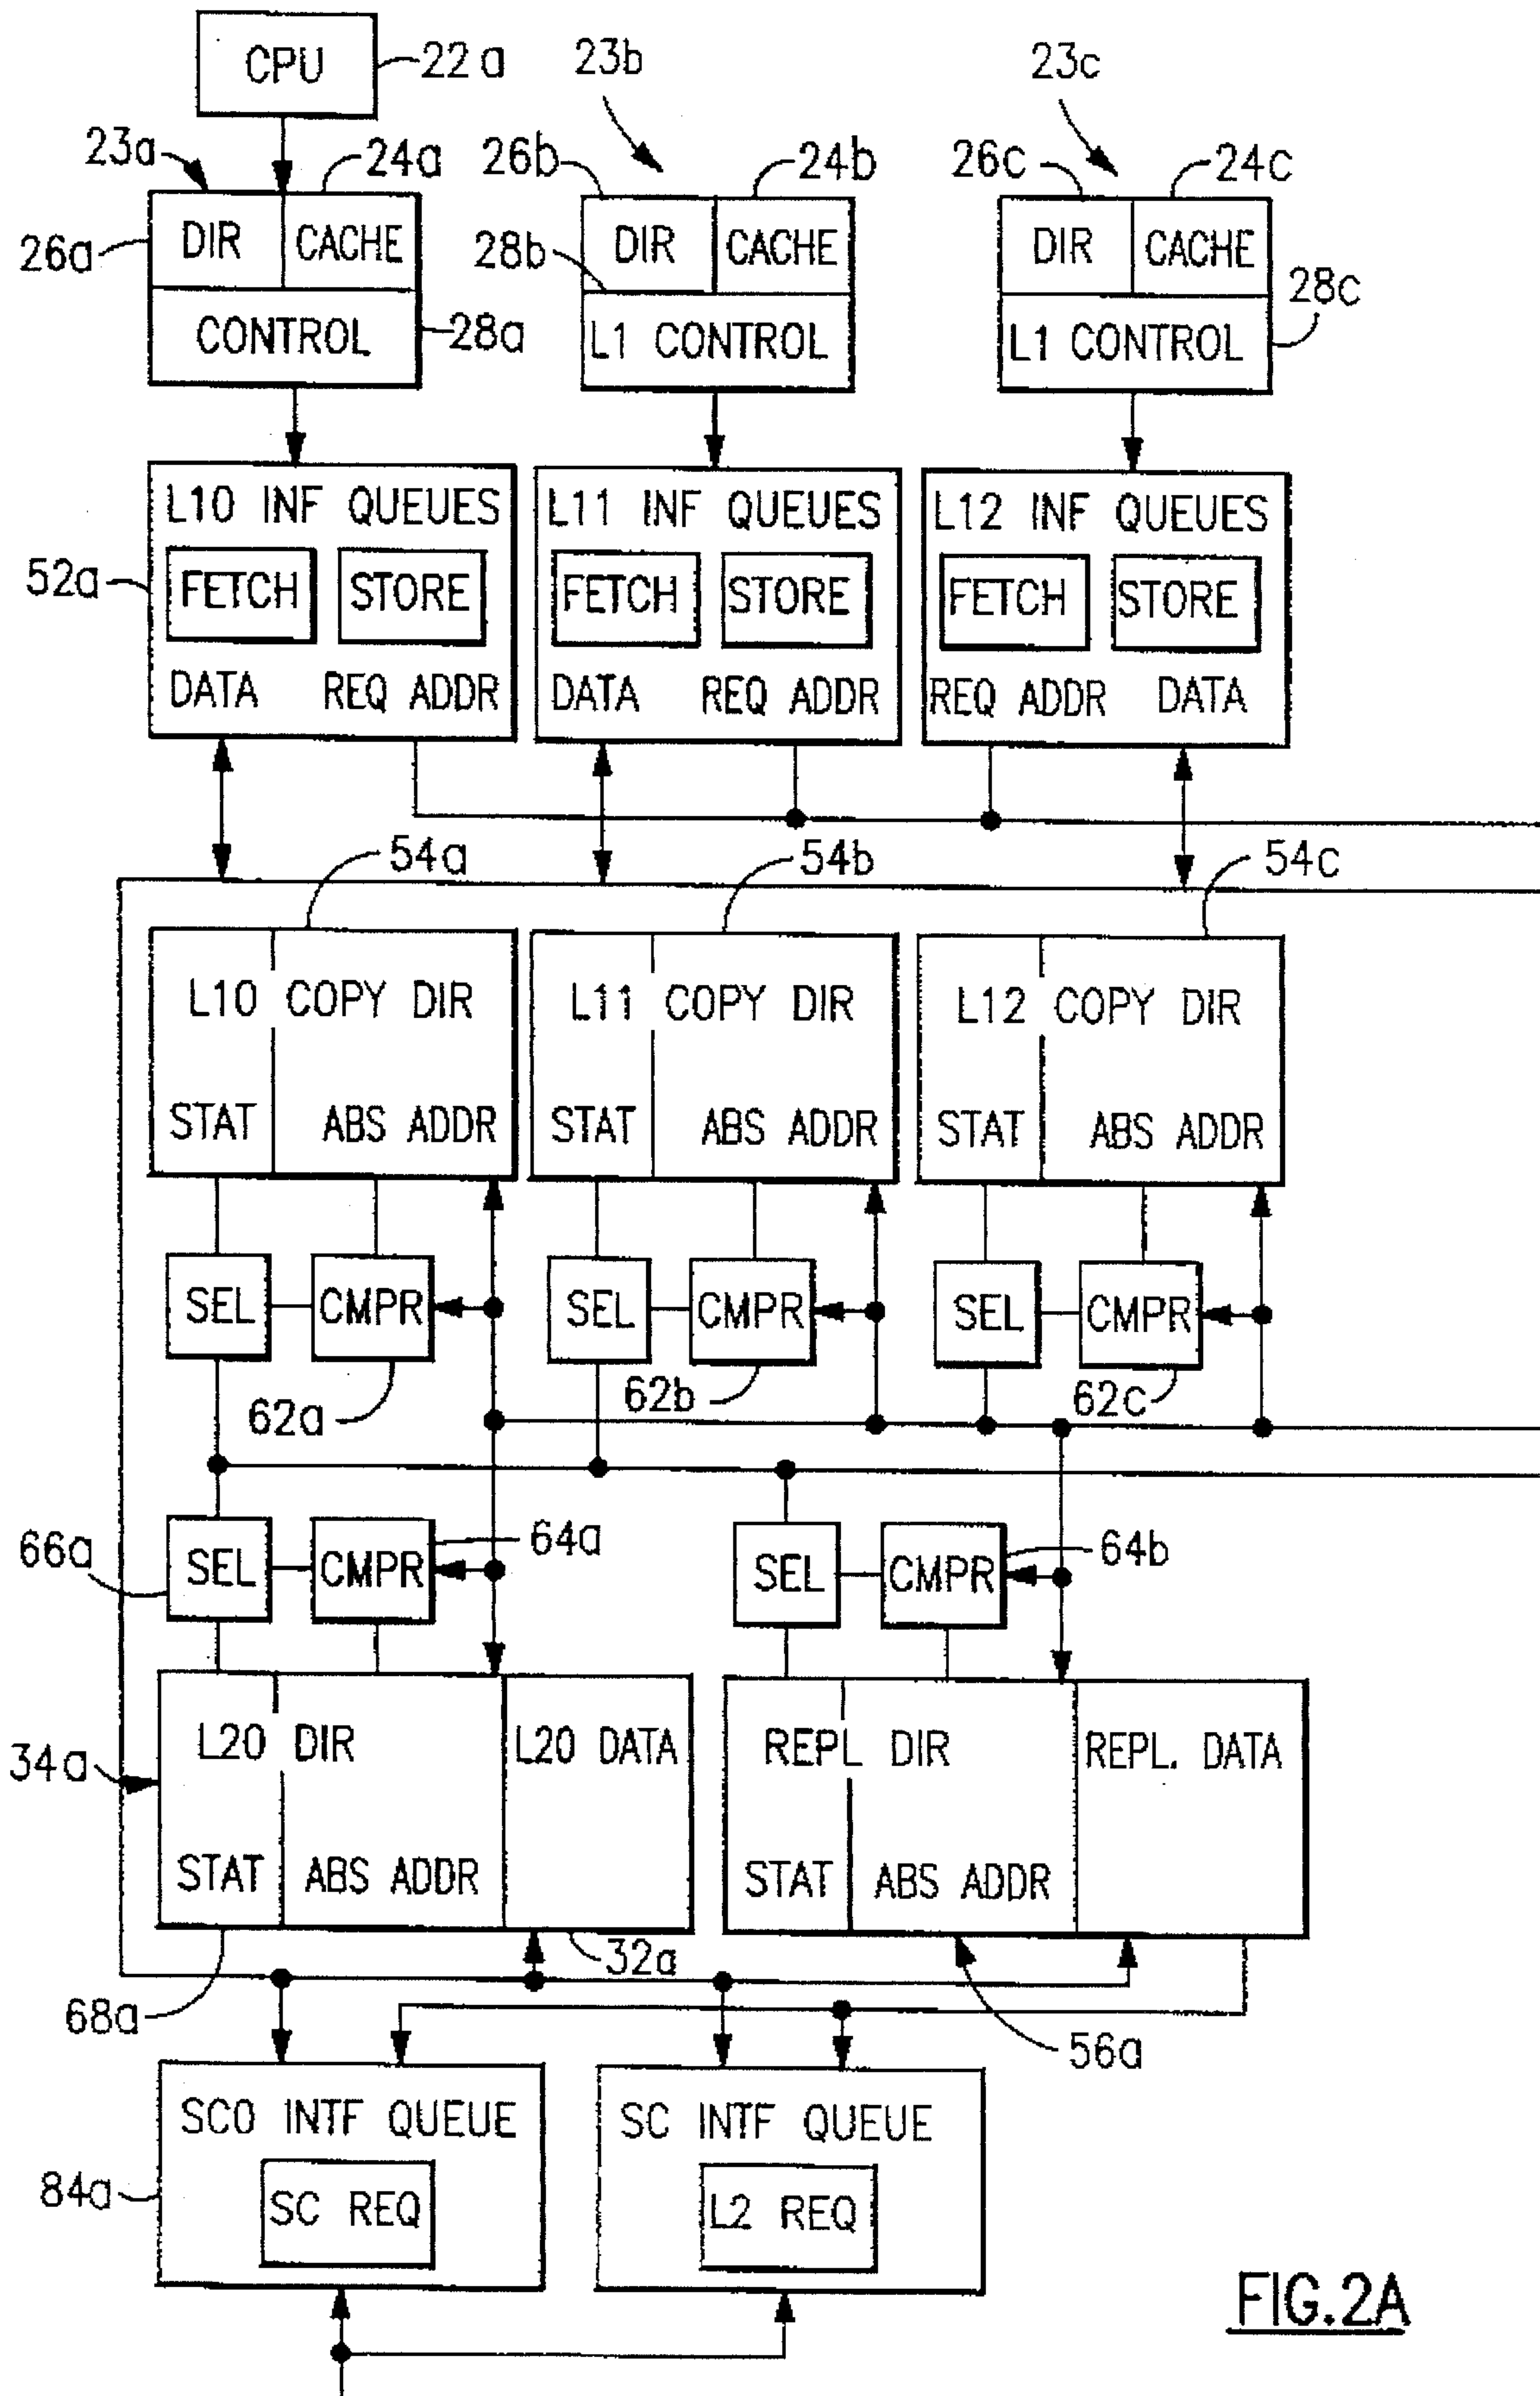 CPU
22a
23b
23c
23a
24a
26b
24b
26c
24c
26a
DIR
CACHE
28b
DIR
CACHE
DIR
CACHE
28c
CONTROL
28a
L1 CONTROL
L1 CONTROL
L10 INF QUEUES
L11 INF QUEUES
L12 INF QUEUES
52a
FETCH
STORE
FETCH
STORE
FETCH
STORE
DATA
REQ ADDR
DATA
REQ ADDR
REQ ADDR
DATA
54a
54b
54c
L10 COPY DIR
L11 COPY DIR
L12 COPY DIR
STAT
ABS ADDR
STAT
ABS ADDR
STAT
ABS ADDR
SEL
CMPR
SEL
CMPR
SEL
CMPR
62a
62b
62c
66a
SEL
CMPR
64a
SEL
CMPR
64b
34a
L20 DIR
L20 DATA
REPL DIR
REPL. DATA
STAT
ABS ADDR
STAT
ABS ADDR
32a
68a
56a
SC0 INTF QUEUE
SC INTF QUEUE
84a
SC REQ
L2 REQ
FIG.2A